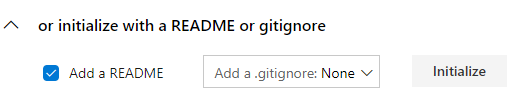 or initialize with a README or gitignore
Add a README Add a .gitignore: None Initialize